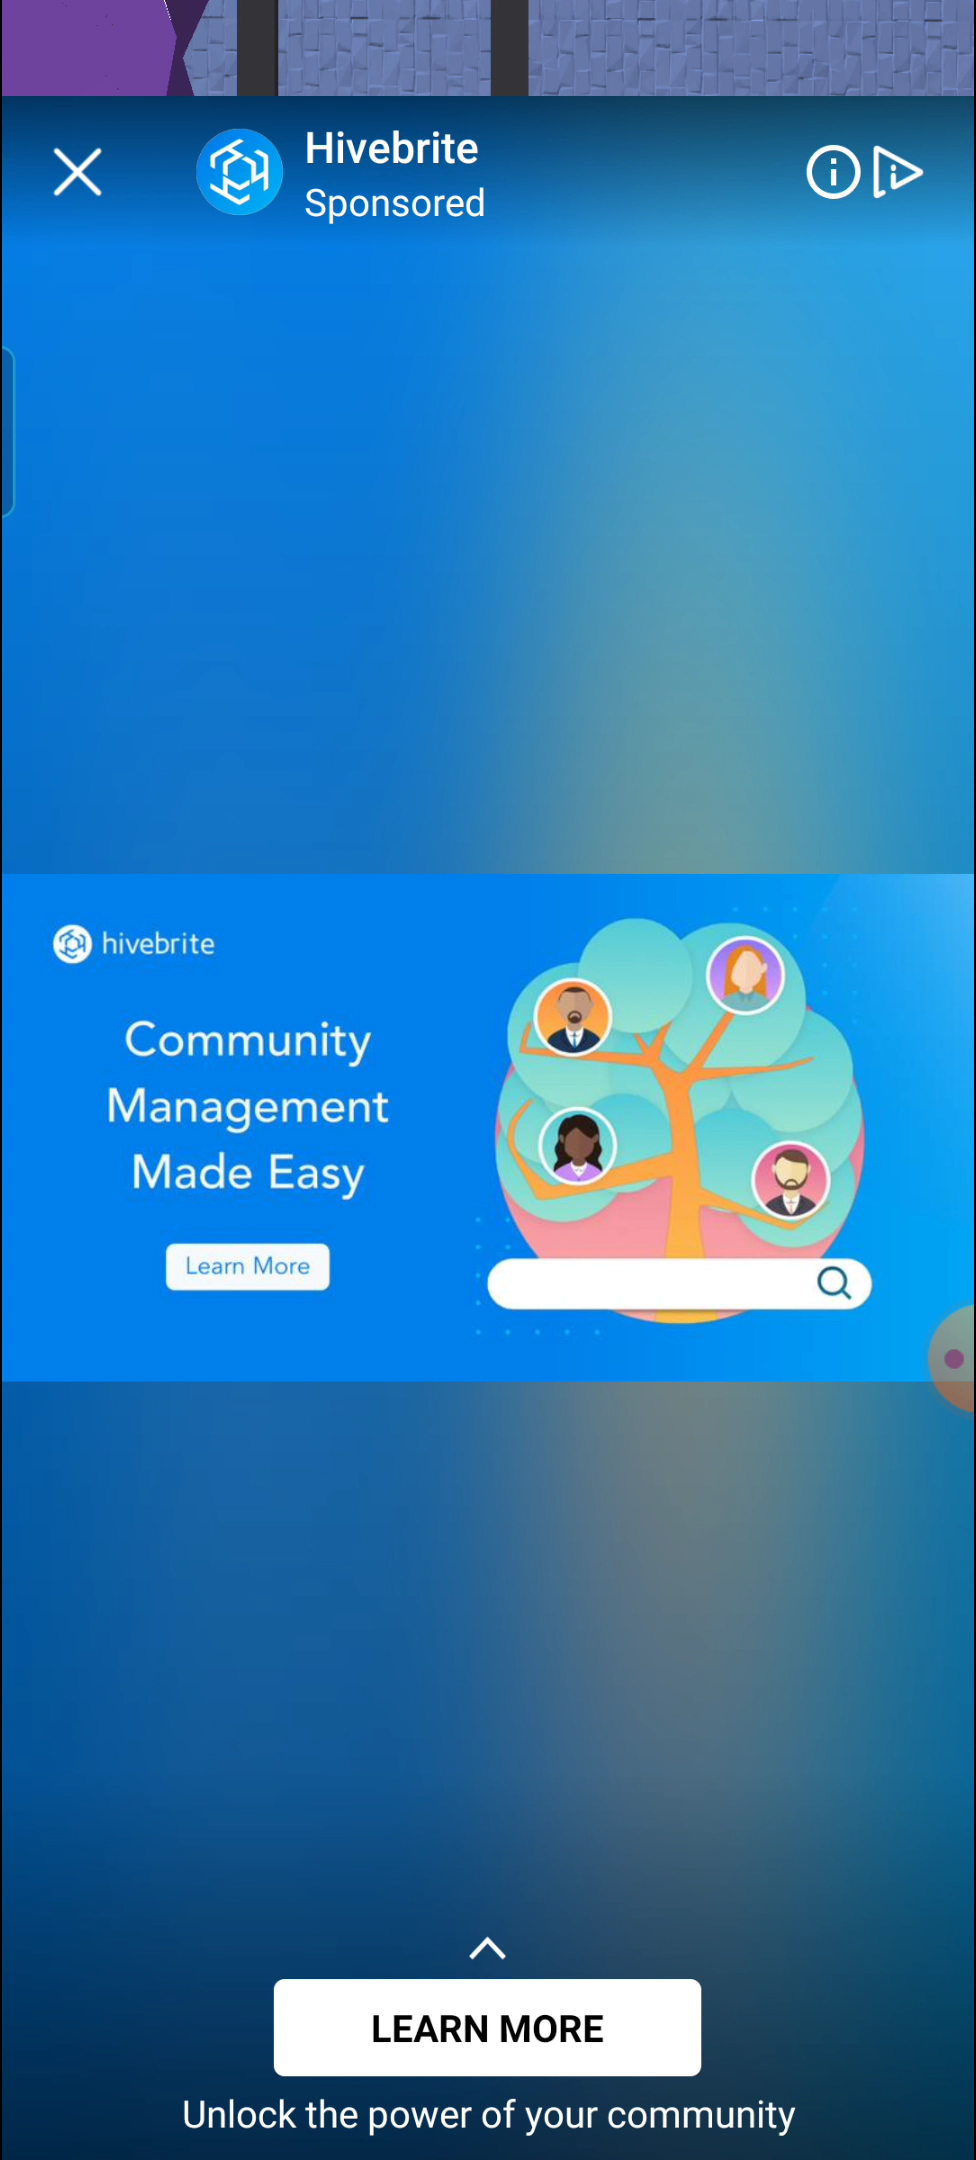 Hivebrite
Sponsored
hivebrite
Community
Management
Made Easy
Learn More
LEARN MORE
Unlock the power of your community